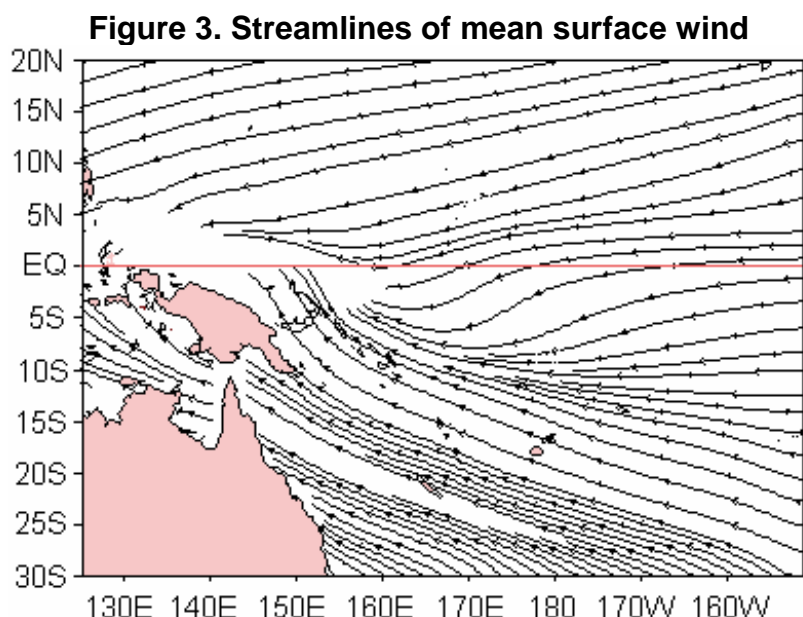 Figure 3. Streamlines of mean surface wind
20N
15N
10N
5N
EQ
5S
10S
15S
20S
25S
30S
130E 140E 150E 160E 170E 180 170W 160W